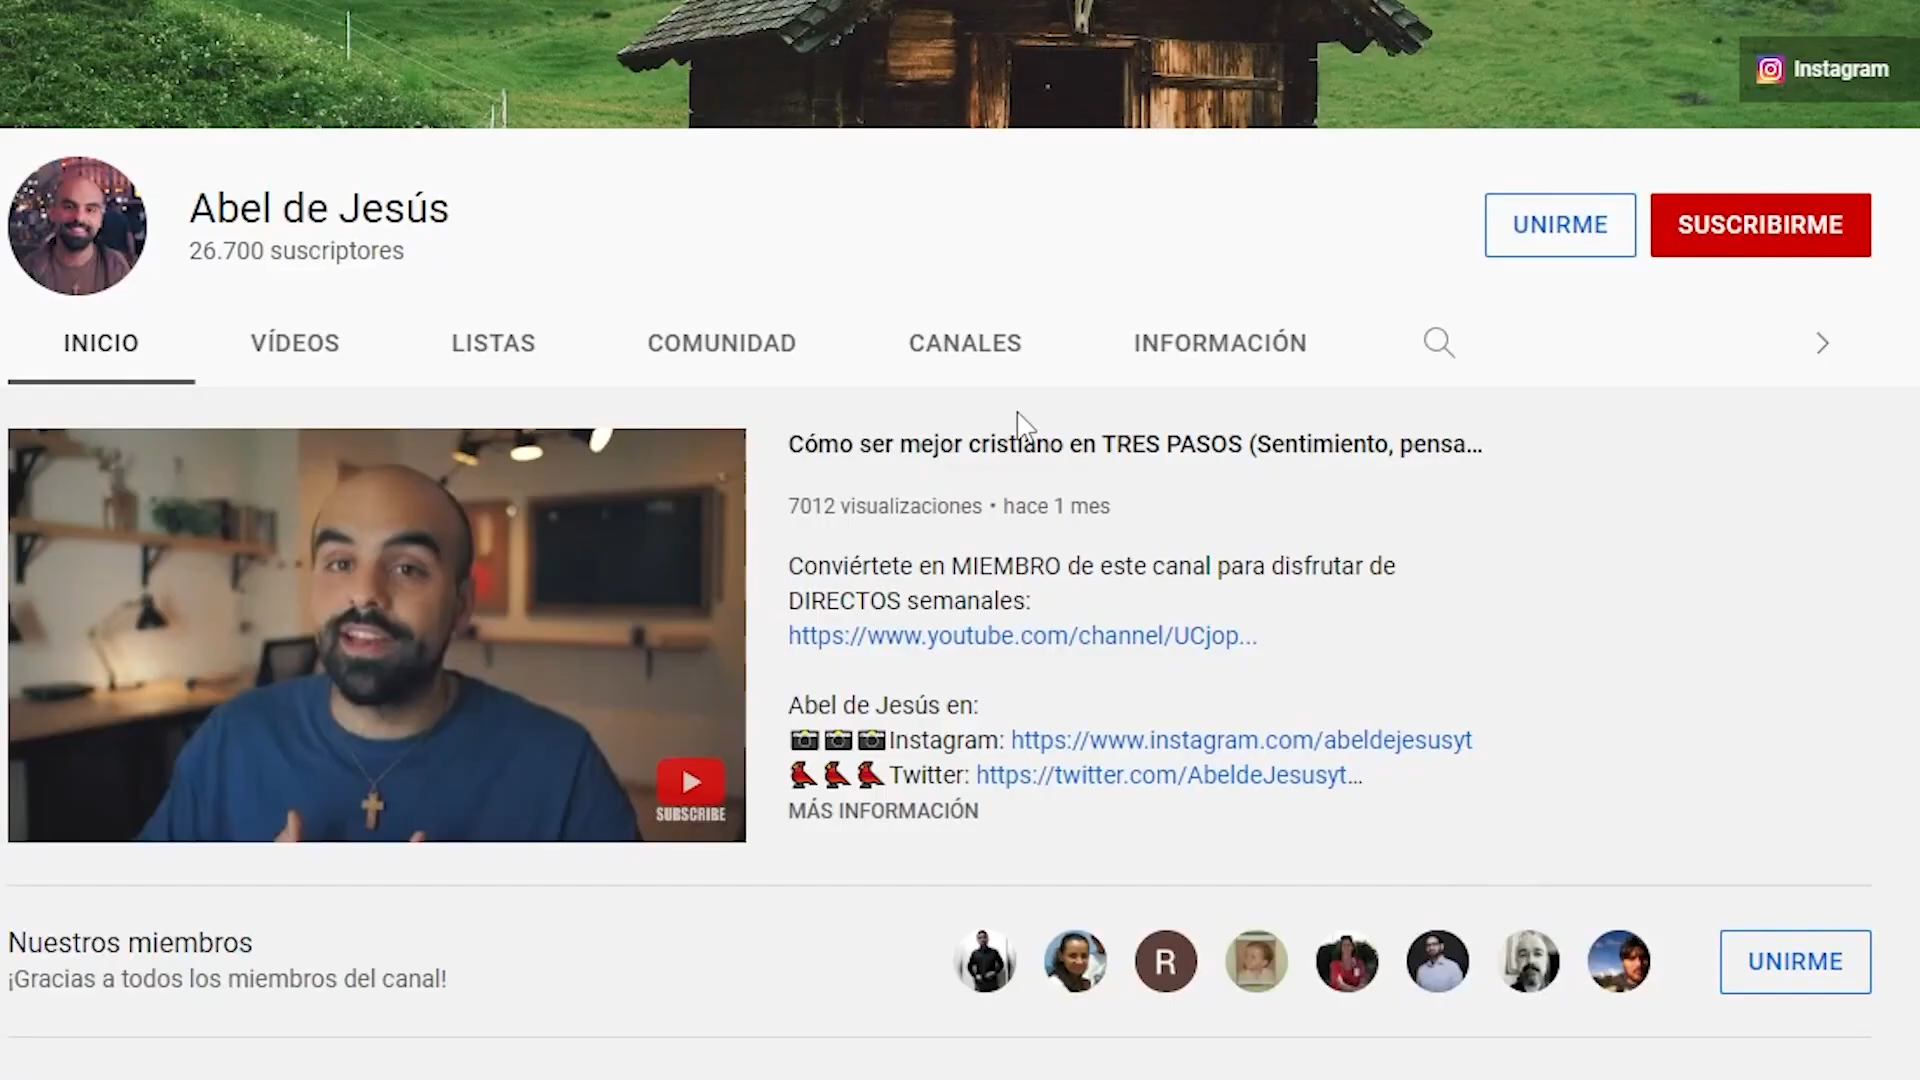 Instagram
Abel de Jesús
26.700 suscriptores
UNIRME
SUSCRIBIRME
INICIO
VÍDEOS
LISTAS
COMUNIDAD
CANALES
INFORMACIÓN
Cómo ser mejor cristiano en TRES PASOS (Sentimiento, pensa...
7012 visualizaciones • hace 1 mes
Conviértete en MIEMBRO de este canal para disfrutar de
DIRECTOS semanales:
https://www.youtube.com/channel/UCjop...
Abel de Jesús en:
Instagram: https://www.instagram.com/abeldejesusyt
Twitter: https://twitter.com/AbeldeJesusyt...
MÁS INFORMACIÓN
SUBSCRIBE
Nuestros miembros
¡Gracias a todos los miembros del canal!
R
UNIRME